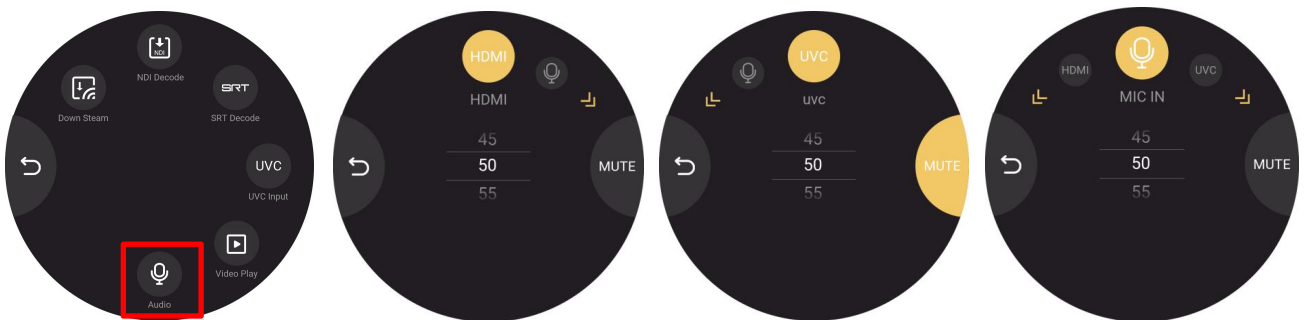 NDI
NDI Decode
Down Steam
SRT
SRT Decode
UVC
UVC Input
Video Play
Audio
HDMI
HDMI
45
50
MUTE
55
UVC
uvc
45
50
MUTE
55
HDMI
UVC
MIC IN
45
50
MUTE
55